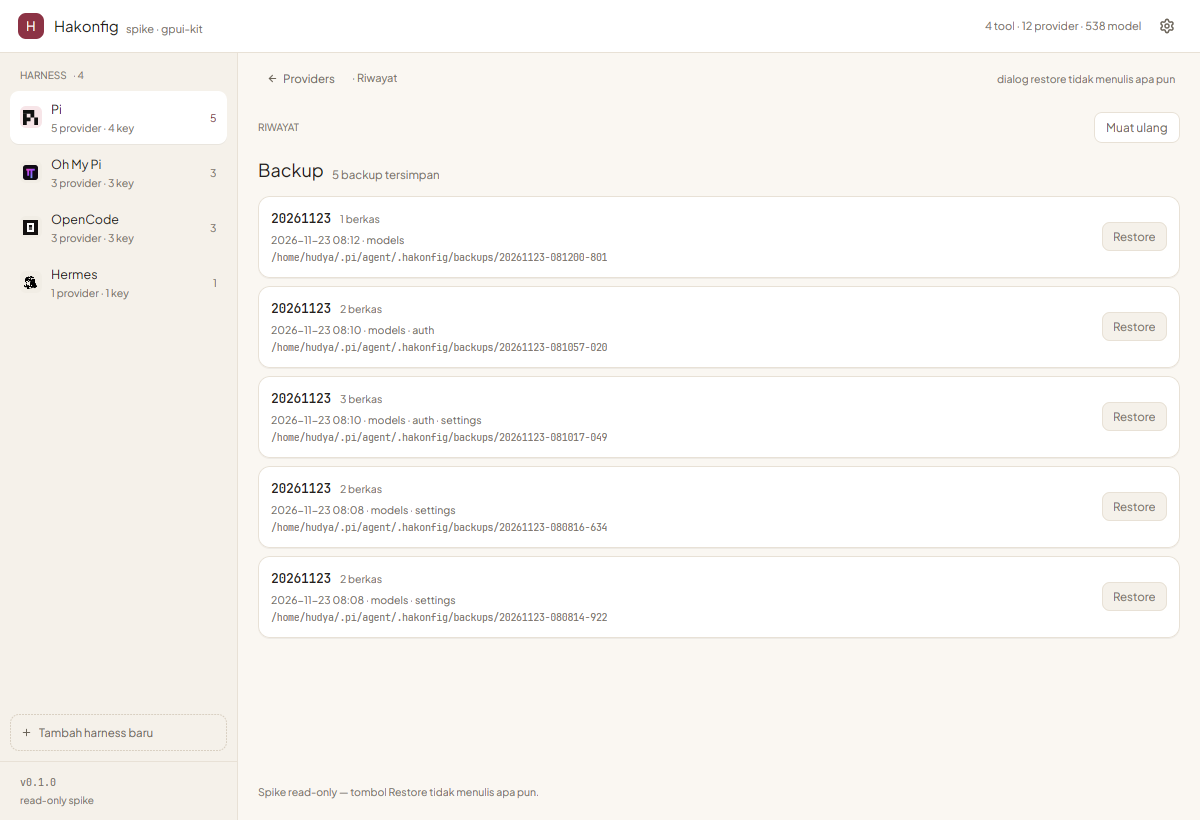 H
Hakonfig spike · gpui-kit
4 tool · 12 provider · 538 model
HARNESS · 4
Pi
5 provider · 4 key
5
Oh My Pi
3 provider · 3 key
3
OpenCode
3 provider · 3 key
3
Hermes
1 provider · 1 key
1
+ Tambah harness baru
v0.1.0
read-only spike
← Providers · Riwayat
dialog restore tidak menulis apa pun
RIWAYAT
Muat ulang
Backup 5 backup tersimpan
20261123 1 berkas
2026-11-23 08:12 · models
/home/hudya/.pi/agent/.hakonfig/backups/20261123-081200-801
Restore
20261123 2 berkas
2026-11-23 08:10 · models · auth
/home/hudya/.pi/agent/.hakonfig/backups/20261123-081057-020
Restore
20261123 3 berkas
2026-11-23 08:10 · models · auth · settings
/home/hudya/.pi/agent/.hakonfig/backups/20261123-081017-049
Restore
20261123 2 berkas
2026-11-23 08:08 · models · settings
/home/hudya/.pi/agent/.hakonfig/backups/20261123-080816-634
Restore
20261123 2 berkas
2026-11-23 08:08 · models · settings
/home/hudya/.pi/agent/.hakonfig/backups/20261123-080814-922
Restore
Spike read-only — tombol Restore tidak menulis apa pun.